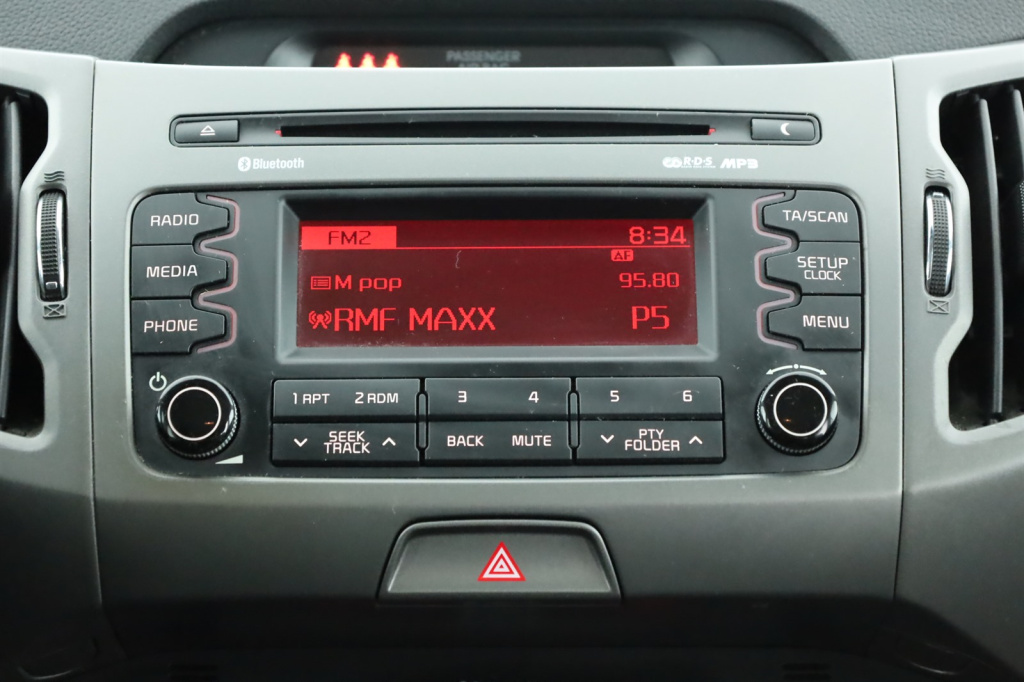 PASSENGER
Bluetooth
R·D·S MP3
RADIO
MEDIA
PHONE
FM2 8:34
AF
M pop 95.80
RMF MAXX P5
TA/SCAN
SETUP
CLOCK
MENU
1 RPT 2 RDM 3 4 5 6
SEEK
TRACK
BACK MUTE
PTY
FOLDER